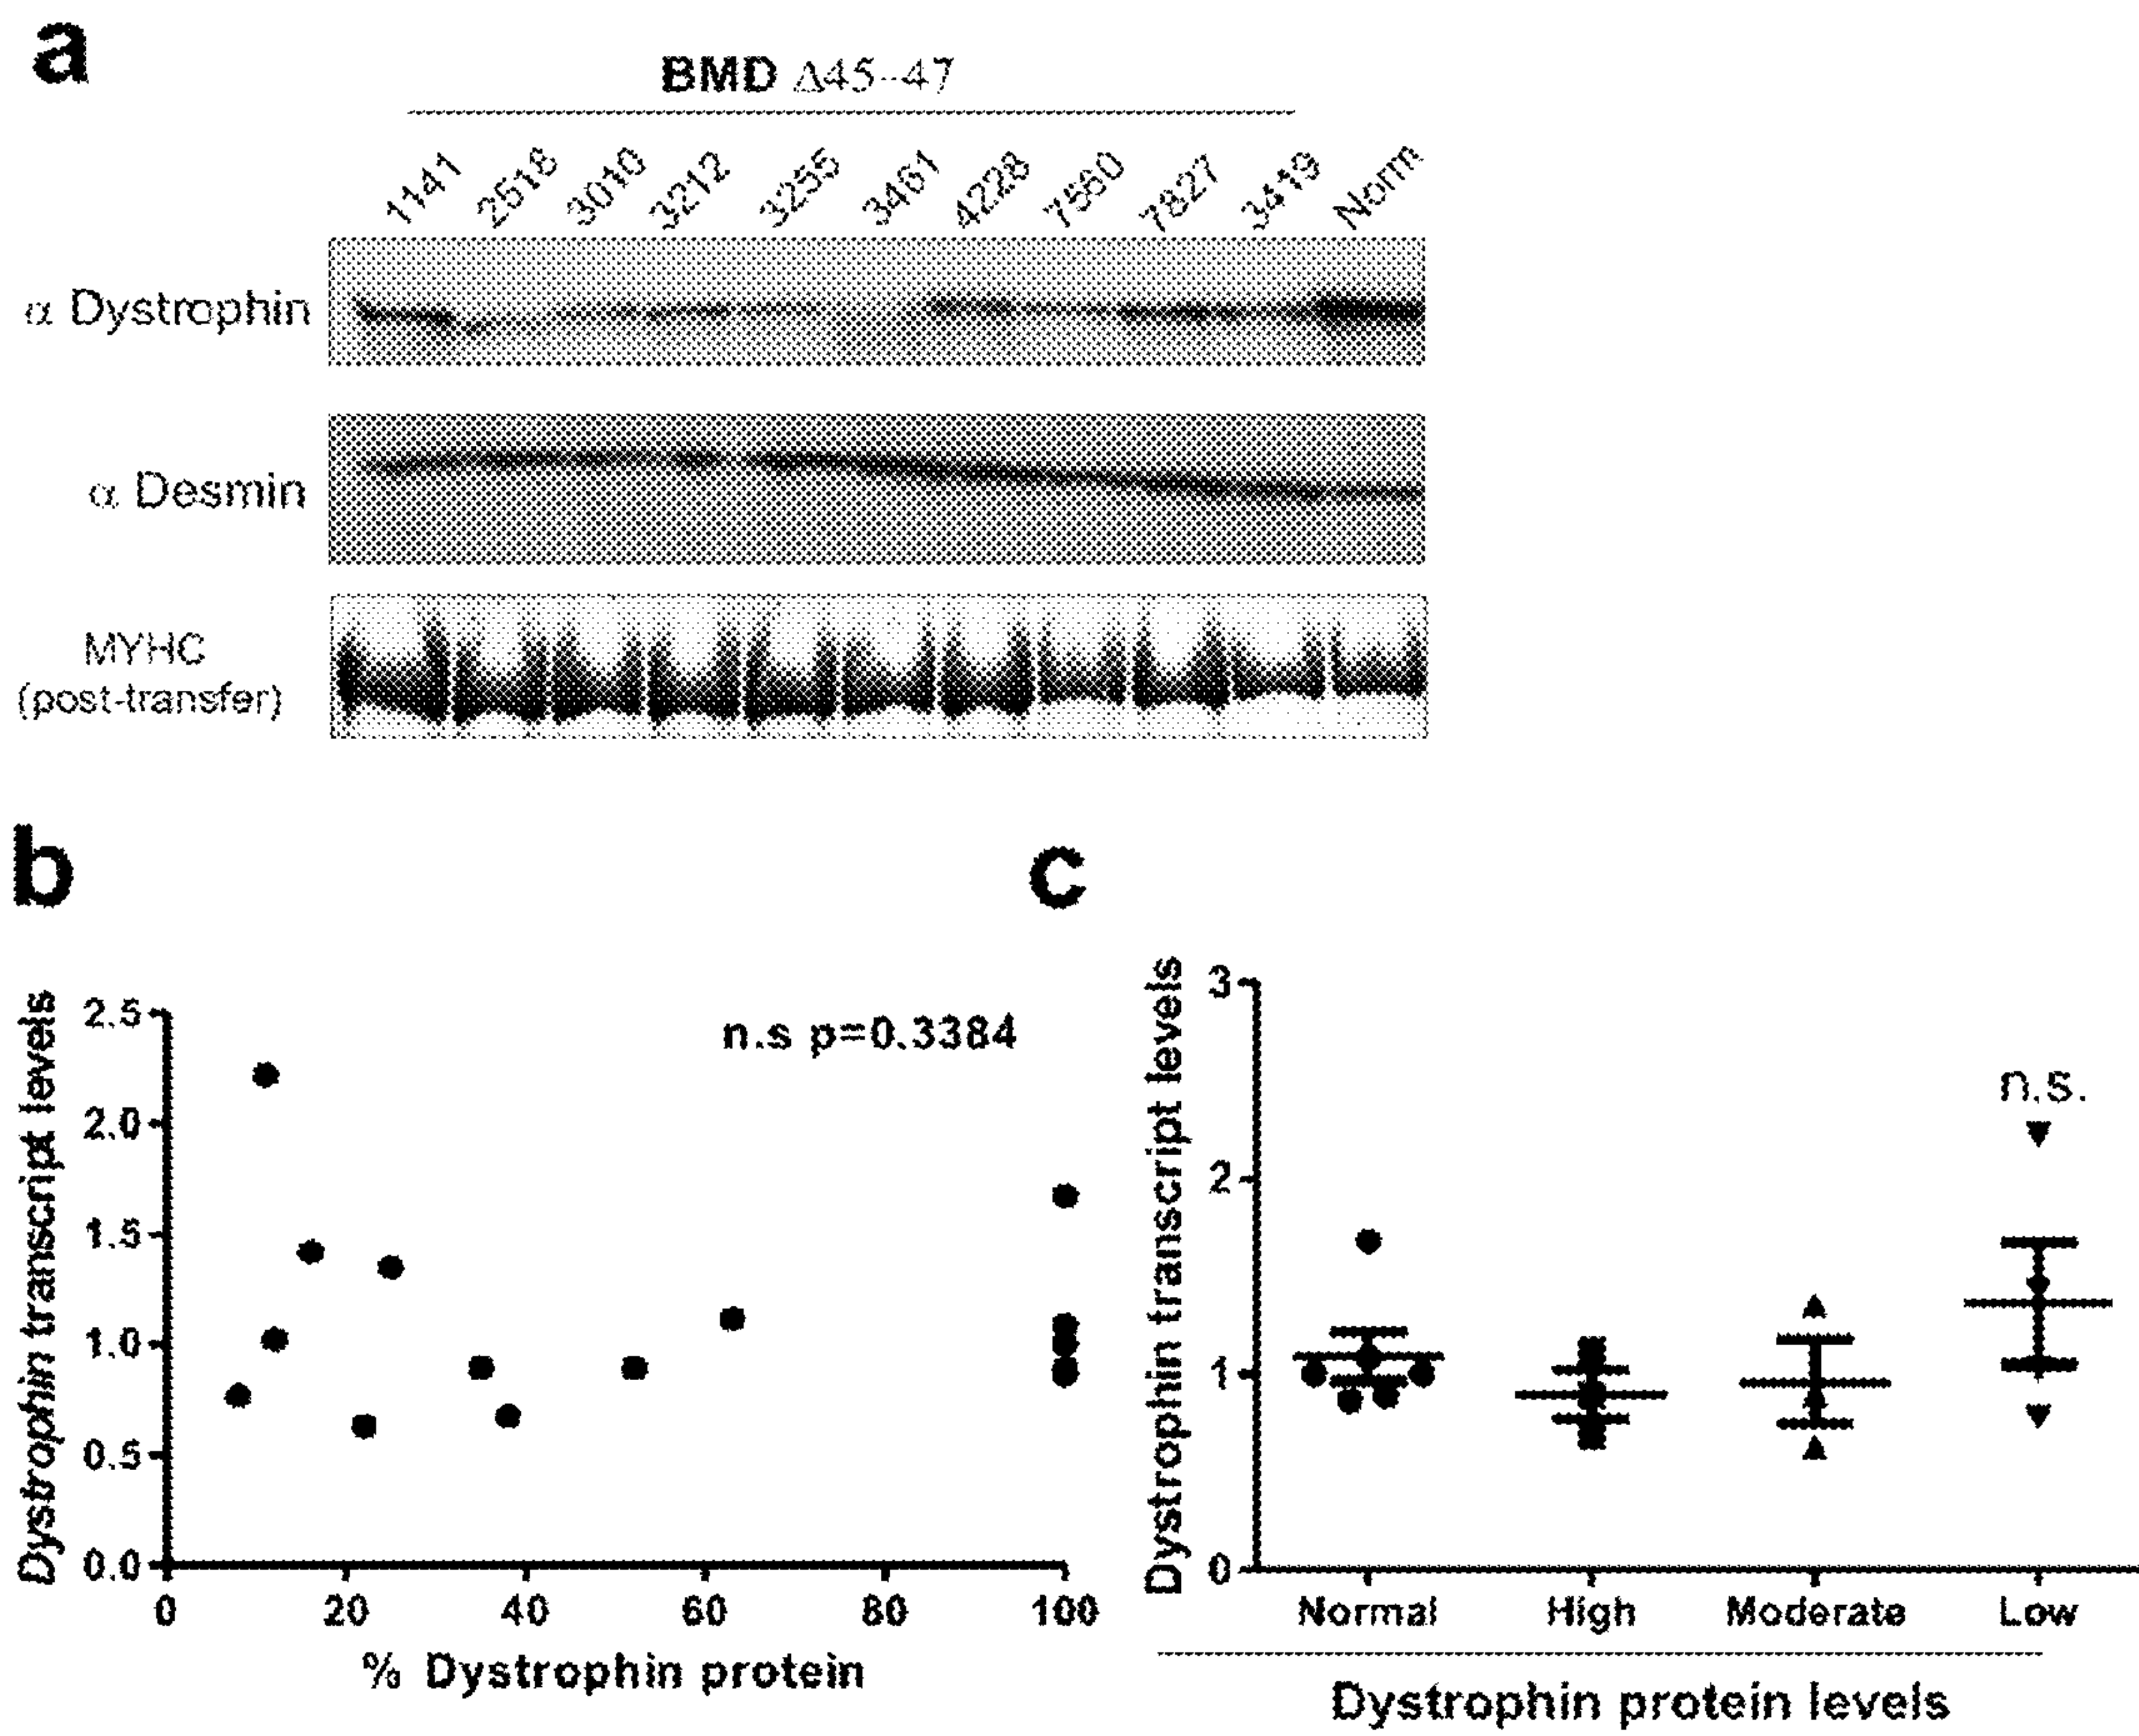 a
BMD Δ45-47
1141 2518 3010 3212 3255 3461 4228 7560 7827 3419 Norm
α Dystrophin
α Desmin
MYHC
(post-transfer)
b
c
Dystrophin transcript levels
2.5
2.0
1.5
1.0
0.5
0.0
n.s p=0.3384
0 20 40 60 80 100
% Dystrophin protein
Dystrophin transcript levels
3
2
1
0
n.s.
Normal High Moderate Low
Dystrophin protein levels